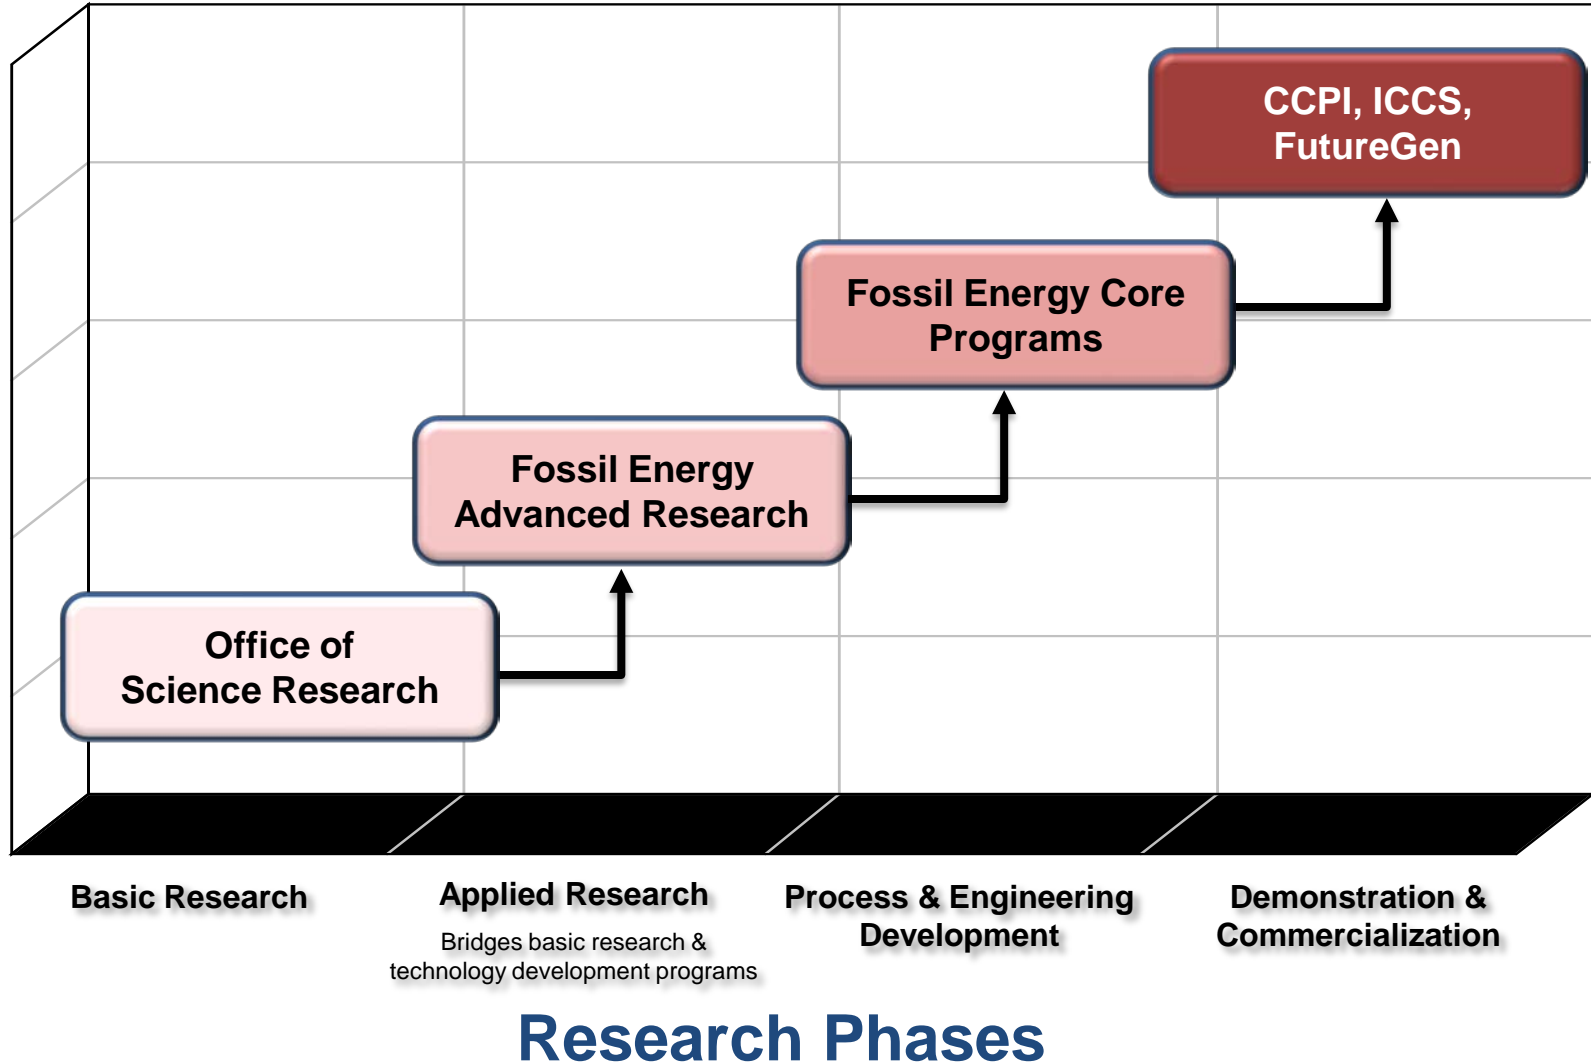 CCPI, ICCS,
FutureGen
Fossil Energy Core
Programs
Fossil Energy
Advanced Research
Office of
Science Research
Basic Research
Applied Research
Bridges basic research &
technology development programs
Process & Engineering
Development
Demonstration &
Commercialization
Research Phases